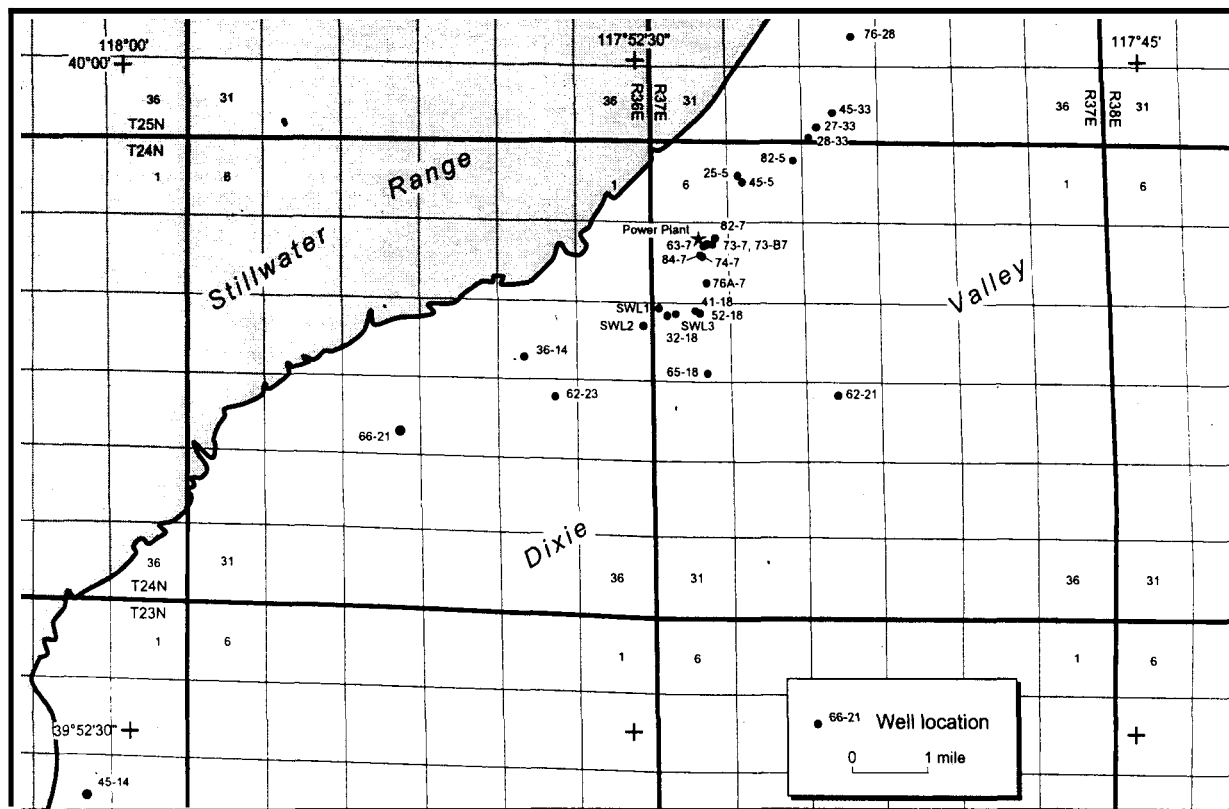 76-28
118°00'
117°52'30"
117°45'
40°00'
36
31
36
R36E
R37E
31
36
R37E
R38E
31
45-33
27-33
28-33
T25N
T24N
1
6
Range
1
6
82-5
25-5
45-5
1
6
Stillwater
Power Plant
82-7
63-7
73-7, 73-B7
84-7
74-7
76A-7
Valley
SWL1
41-18
52-18
SWL2
SWL3
32-18
36-14
65-18
62-23
62-21
66-21
Dixie
36
31
36
31
36
31
T24N
T23N
1
6
1
6
1
6
66-21 Well location
0 1 mile
39°52'30"
45-14